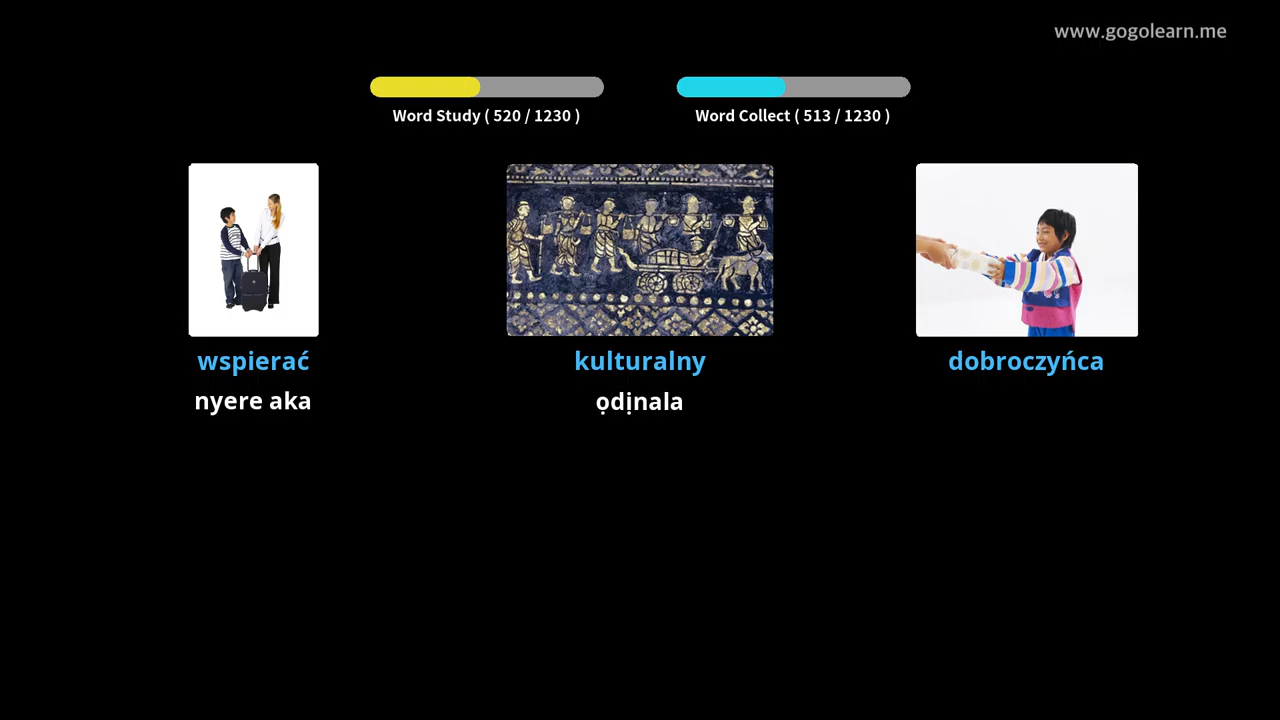 www.gogolearn.me
Word Study ( 520 / 1230 )
Word Collect ( 513 / 1230 )
wspierać
kulturalny
dobroczyńca
nyere aka
ọdịnala